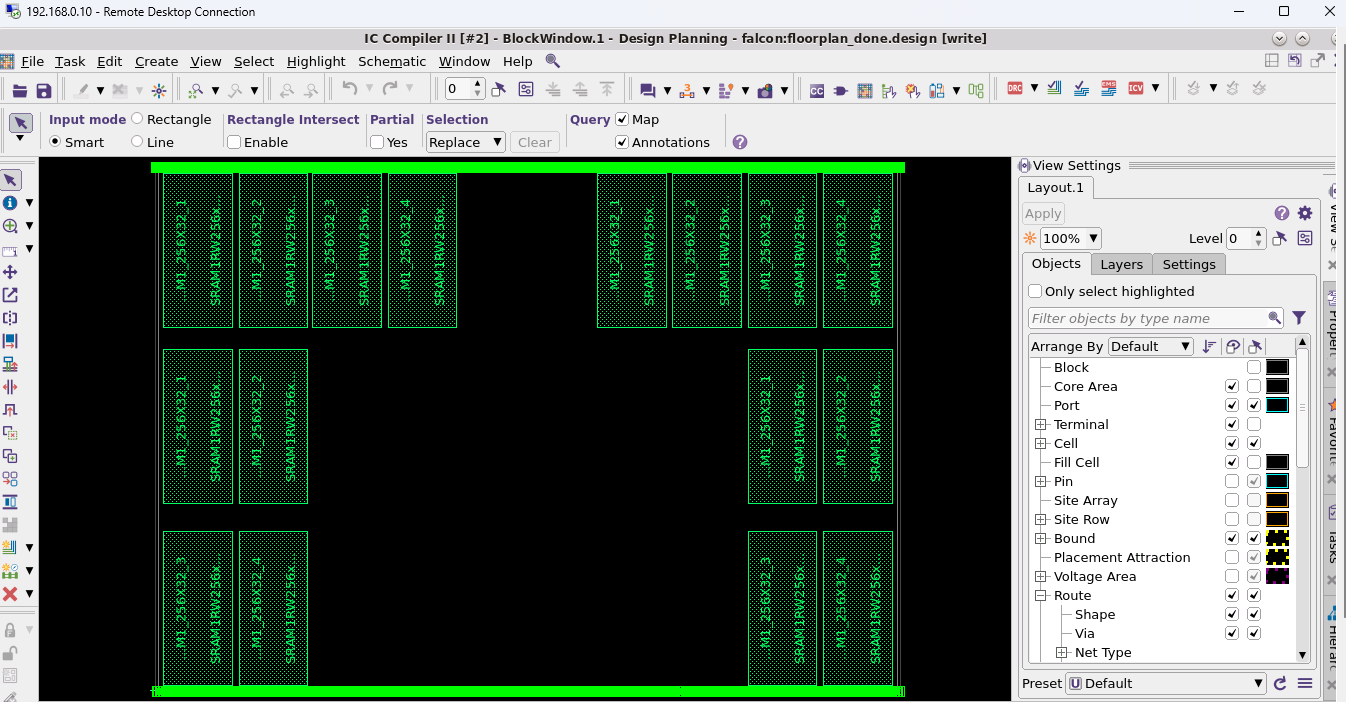 192.168.0.10 - Remote Desktop Connection
IC Compiler II [#2] - BlockWindow.1 - Design Planning - falcon:floorplan_done.design [write]
File Task Edit Create View Select Highlight Schematic Window Help
0 CC DRC EMS ICV
Input mode Rectangle Rectangle Intersect Partial Selection Query Map
Smart Line Enable Yes Replace Clear Annotations
View Settings
Layout.1
Apply
100% Level 0
Objects Layers Settings
Only select highlighted
Filter objects by type name
Arrange By Default
Block
Core Area
Port
Terminal
Cell
Fill Cell
Pin
Site Array
Site Row
Bound
Placement Attraction
Voltage Area
Route
Shape
Via
Net Type
Preset U Default
View S
Propert
Favorite
Tasks
Hierarc
...M1_256X32_1
SRAM1RW256x...
...M1_256X32_2
SRAM1RW256x...
...M1_256X32_3
SRAM1RW256x...
...M1_256X32_4
SRAM1RW256x...
...M1_256X32_1
SRAM1RW256x...
...M1_256X32_2
SRAM1RW256x...
...M1_256X32_3
SRAM1RW256x...
...M1_256X32_4
SRAM1RW256x...
...M1_256X32_1
SRAM1RW256x...
...M1_256X32_2
SRAM1RW256x...
...M1_256X32_1
SRAM1RW256x...
...M1_256X32_2
SRAM1RW256x...
...M1_256X32_3
SRAM1RW256x...
...M1_256X32_4
SRAM1RW256x...
...M1_256X32_3
SRAM1RW256x...
...M1_256X32_4
SRAM1RW256x...